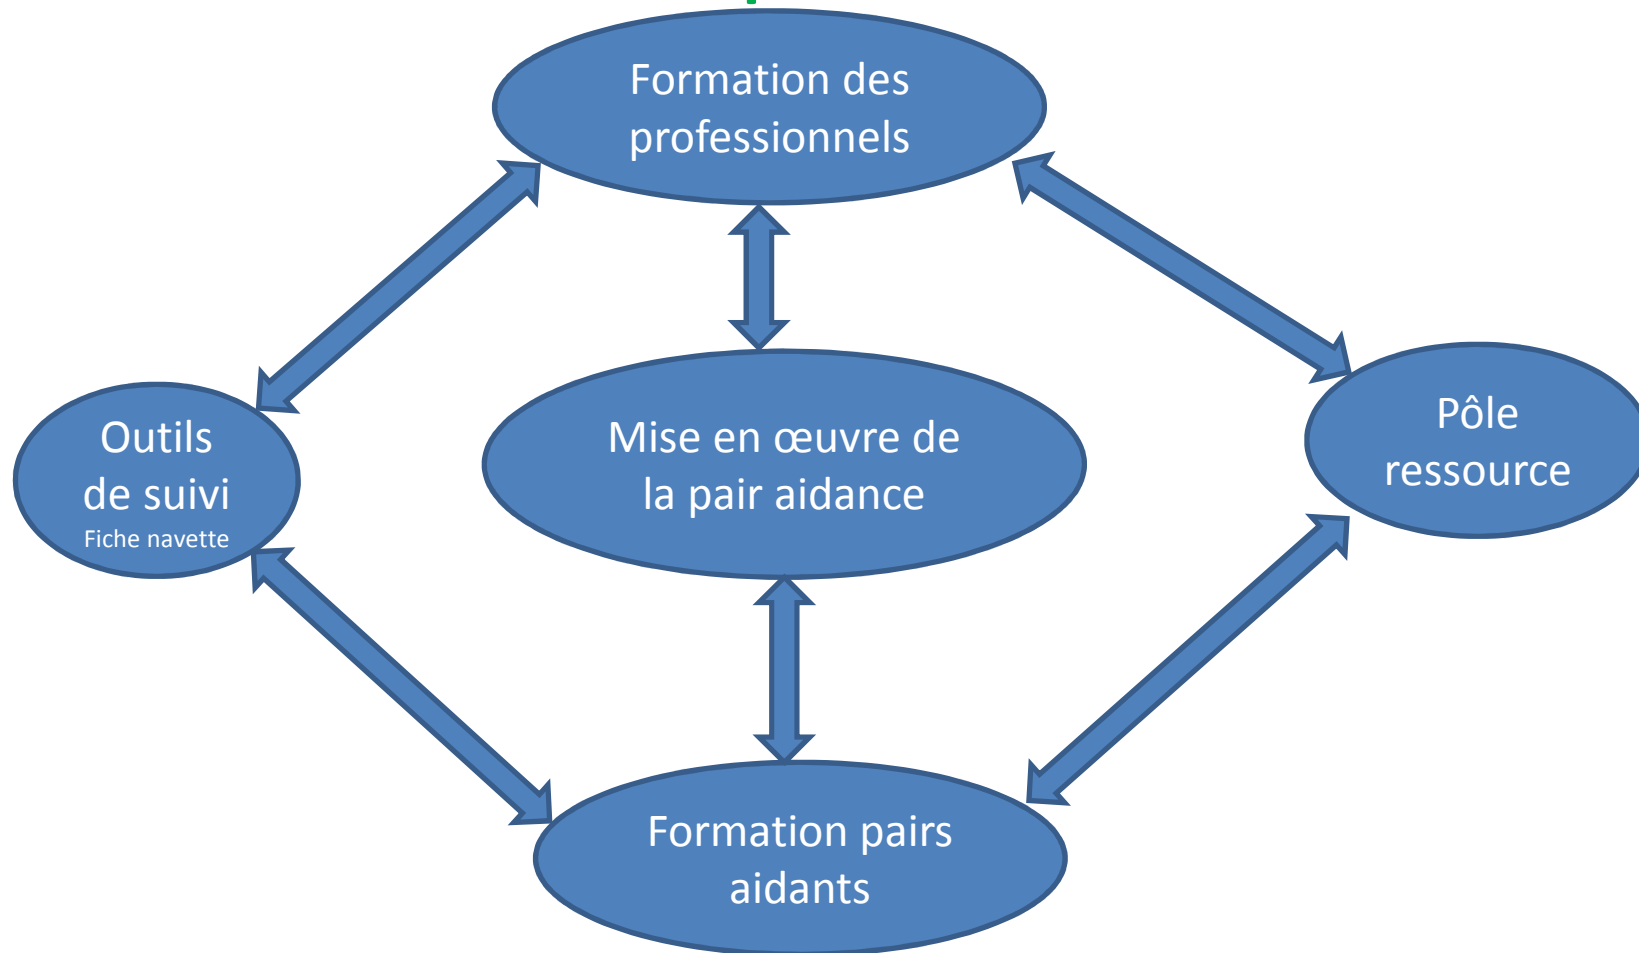 Formation des
professionnels
Outils
de suivi
Fiche navette
Mise en œuvre de
la pair aidance
Pôle
ressource
Formation pairs
aidants